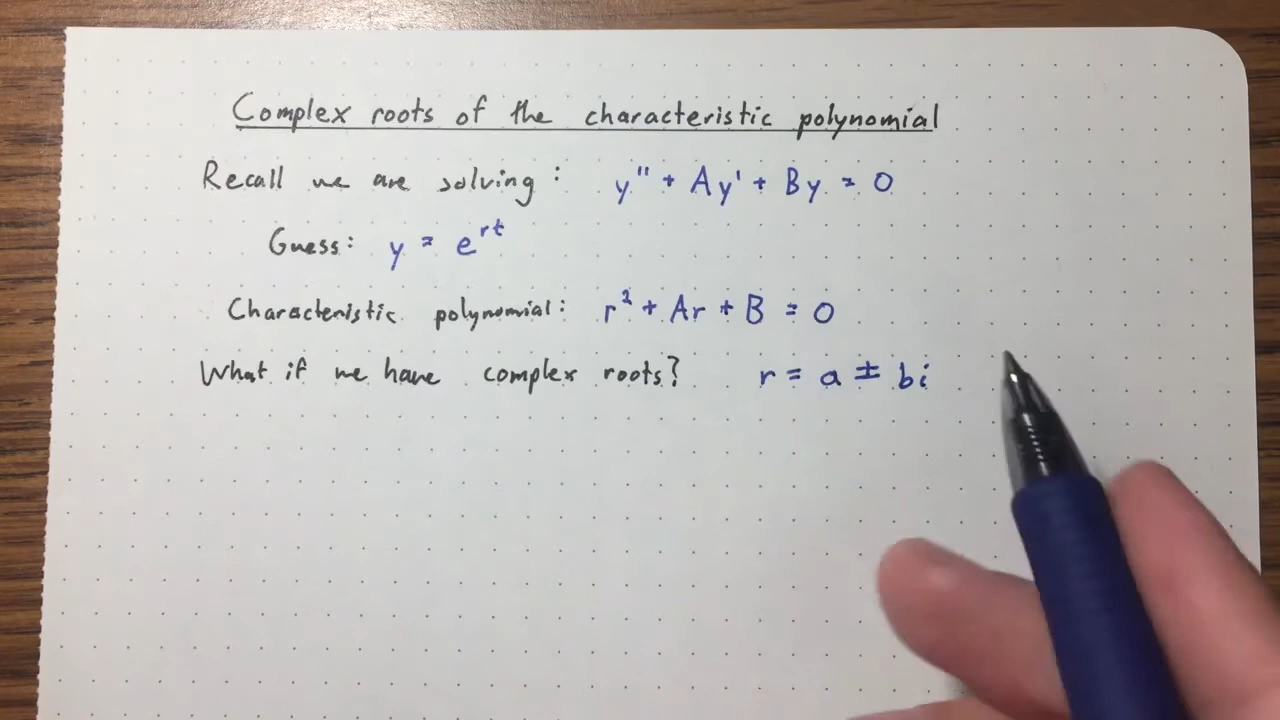 Complex roots of the characteristic polynomial
Recall we are solving: y'' + Ay' + By = 0
Guess: y = e^{rt}
Characteristic polynomial: r² + Ar + B = 0
What if we have complex roots? r = a ± bi